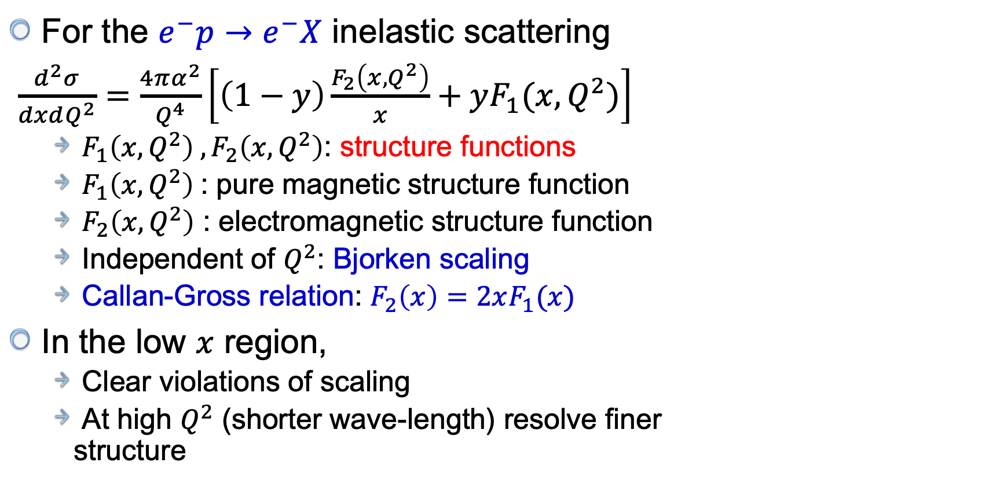 For the e⁻p → e⁻X inelastic scattering
d²σ/dxdQ² = 4πα²/Q⁴ [(1 − y) F₂(x,Q²)/x + yF₁(x, Q²)]
F₁(x, Q²) , F₂(x, Q²): structure functions
F₁(x, Q²) : pure magnetic structure function
F₂(x, Q²) : electromagnetic structure function
Independent of Q²: Bjorken scaling
Callan-Gross relation: F₂(x) = 2xF₁(x)
In the low x region,
Clear violations of scaling
At high Q² (shorter wave-length) resolve finer
structure